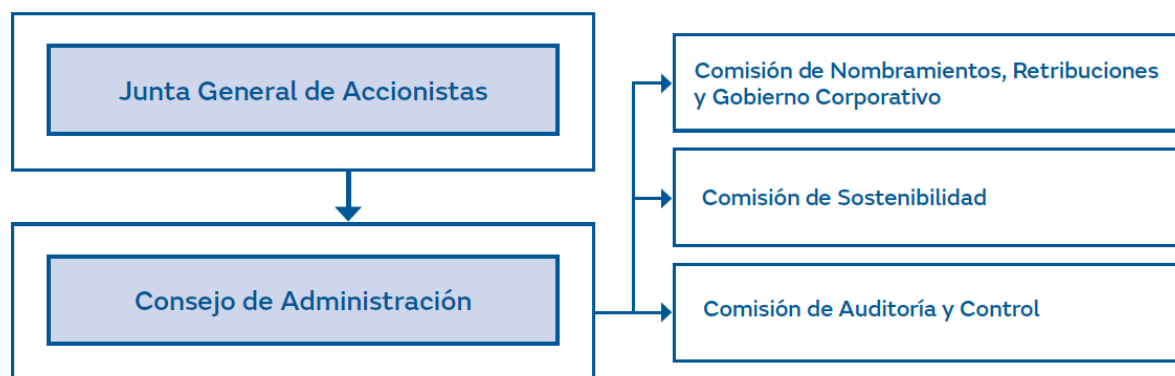 Junta General de Accionistas
Consejo de Administración
Comisión de Nombramientos, Retribuciones
y Gobierno Corporativo
Comisión de Sostenibilidad
Comisión de Auditoría y Control